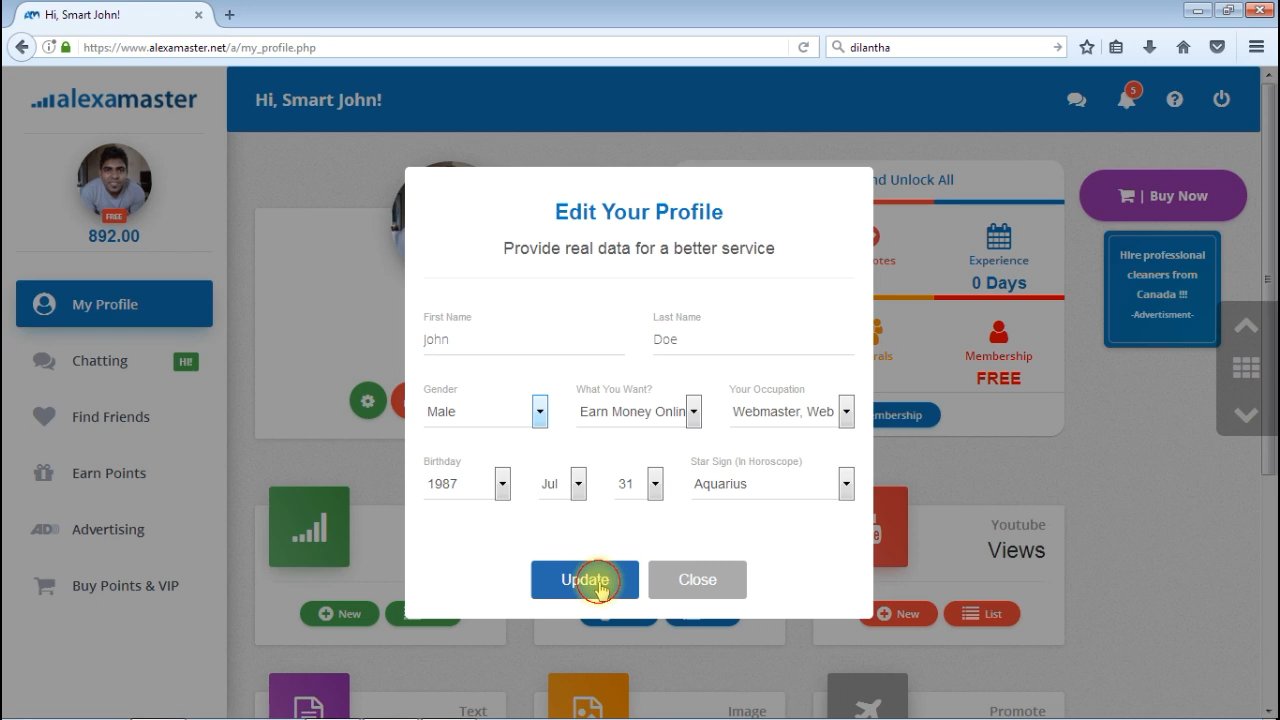 Hi, Smart John!
https://www.alexamaster.net/a/my_profile.php
dilantha
alexamaster
Hi, Smart John!
5
FREE
892.00
My Profile
Chatting
HI!
Find Friends
Earn Points
Advertising
Buy Points & VIP
nd Unlock All
Experience
0 Days
Membership
FREE
Buy Now
Hire professional
cleaners from
Canada !!!
-Advertisment-
Edit Your Profile
Provide real data for a better service
First Name
Last Name
John
Doe
Gender
What You Want?
Your Occupation
Male
Earn Money Onlin
Webmaster, Web
Birthday
Star Sign (In Horoscope)
1987
Jul
31
Aquarius
Update
Close
New
Youtube
Views
New
List
Text
Image
Promote